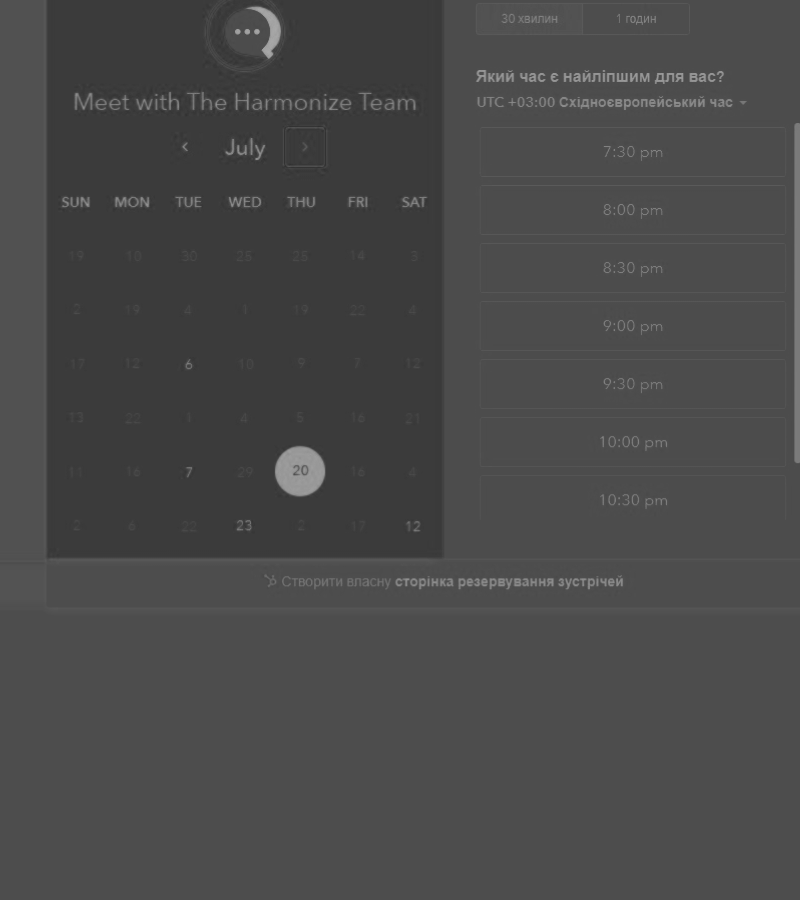 Meet with The Harmonize Team
July
SUN MON TUE WED THU FRI SAT
19 10 30 25 25 14 3
2 19 4 1 19 22 4
17 12 6 10 9 7 12
13 22 1 4 5 16 21
11 16 7 29 20 16 4
2 6 22 23 2 17 12
30 хвилин 1 годин
Який час є найліпшим для вас?
UTC +03:00 Східноєвропейський час
7:30 pm
8:00 pm
8:30 pm
9:00 pm
9:30 pm
10:00 pm
10:30 pm
Створити власну сторінка резервування зустрічей